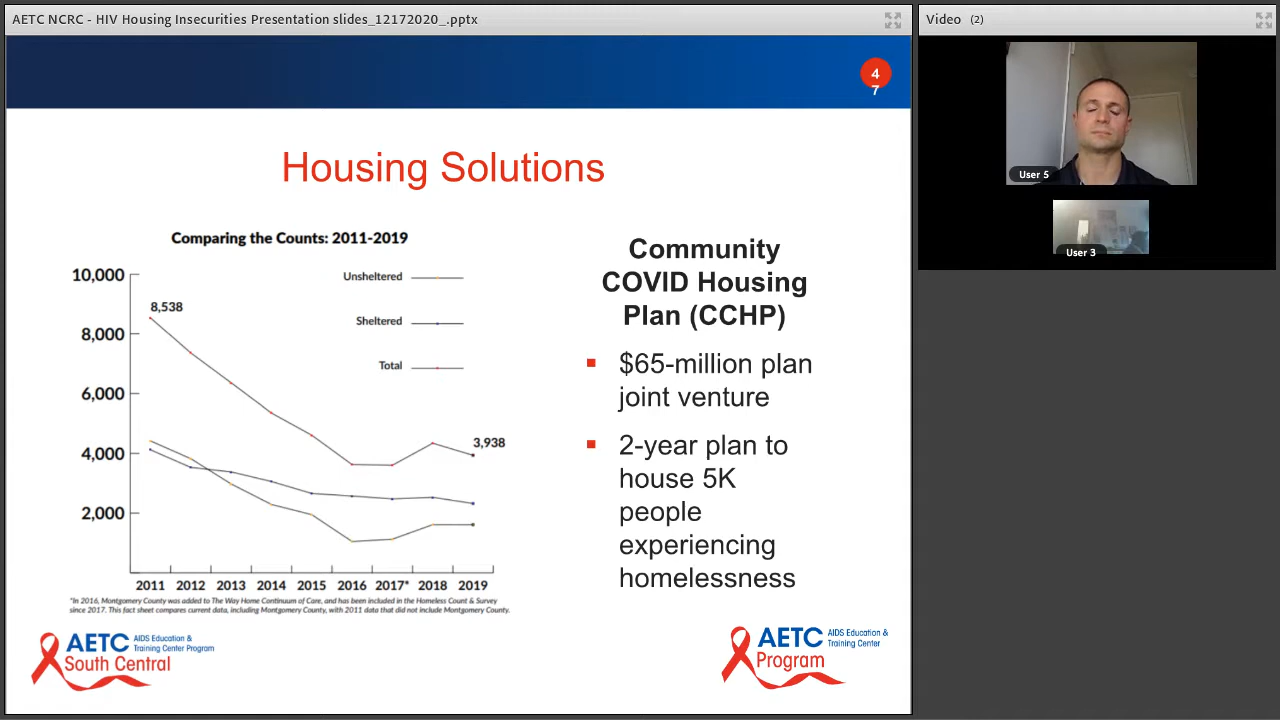 AETC NCRC - HIV Housing Insecurities Presentation slides_12172020_.pptx
Video (2)
4
7
User 5
User 3
Housing Solutions
Comparing the Counts: 2011-2019
10,000
8,000
6,000
4,000
2,000
8,538
3,938
Unsheltered
Sheltered
Total
2011 2012 2013 2014 2015 2016 2017* 2018 2019
*In 2016, Montgomery County was added to The Way Home Continuum of Care, and has been included in the Homeless Count & Survey
since 2017. This fact sheet compares current data, including Montgomery County, with 2011 data that did not include Montgomery County.
Community
COVID Housing
Plan (CCHP)
$65-million plan
joint venture
2-year plan to
house 5K
people
experiencing
homelessness
AETC AIDS Education &
Training Center Program
South Central
AETC AIDS Education &
Training Center
Program